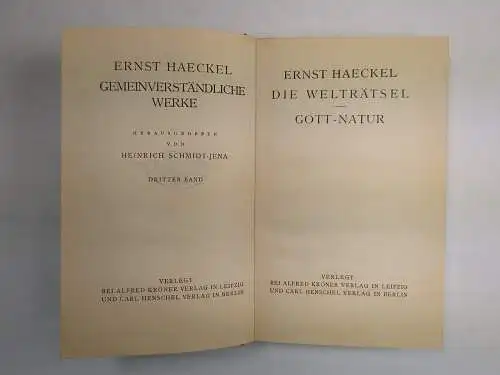 ERNST HAECKEL
GEMEINVERSTÄNDLICHE
WERKE
HERAUSGEGEBEN
VON
HEINRICH SCHMIDT-JENA
DRITTER BAND
VERLEGT
BEI ALFRED KRÖNER VERLAG IN LEIPZIG
UND CARL HENSCHEL VERLAG IN BERLIN
ERNST HAECKEL
DIE WELTRÄTSEL
GOTT-NATUR
VERLEGT
BEI ALFRED KRÖNER VERLAG IN LEIPZIG
UND CARL HENSCHEL VERLAG IN BERLIN